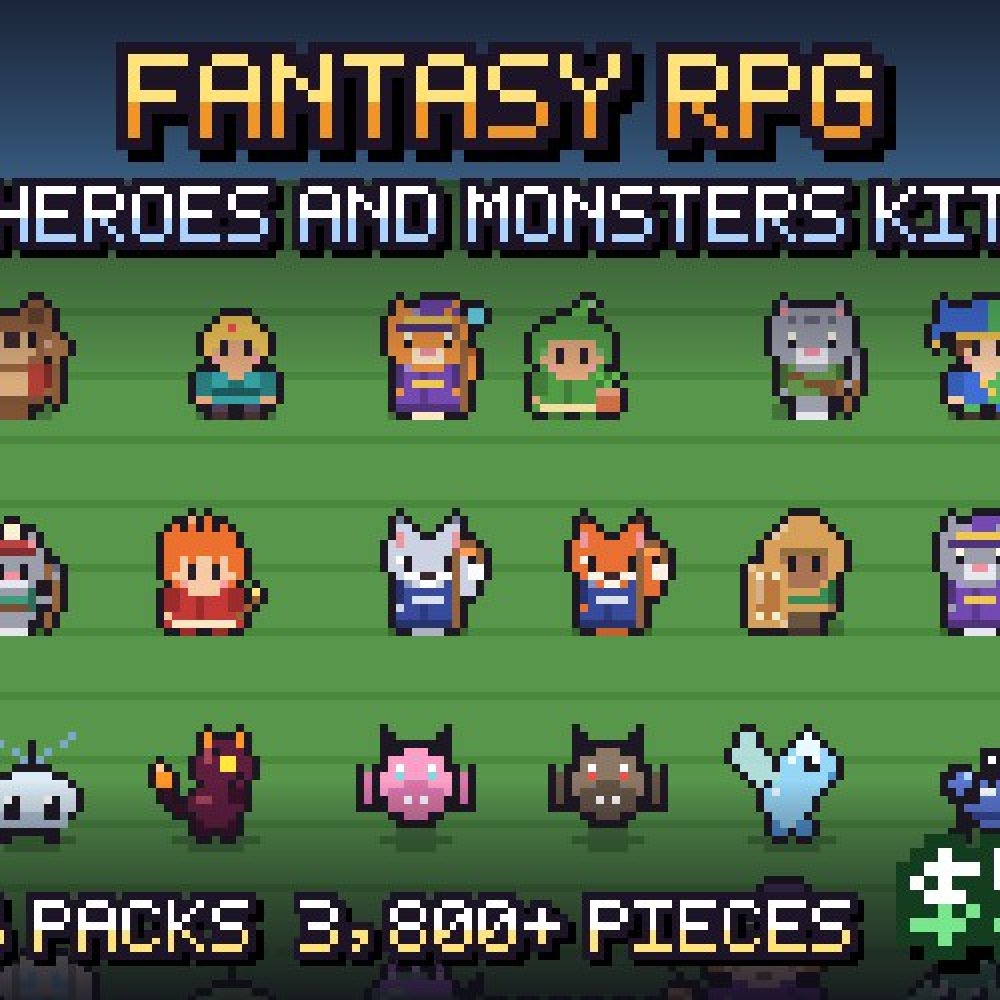 FANTASY RPG
HEROES AND MONSTERS KIT
PACKS 3,800+ PIECES
$